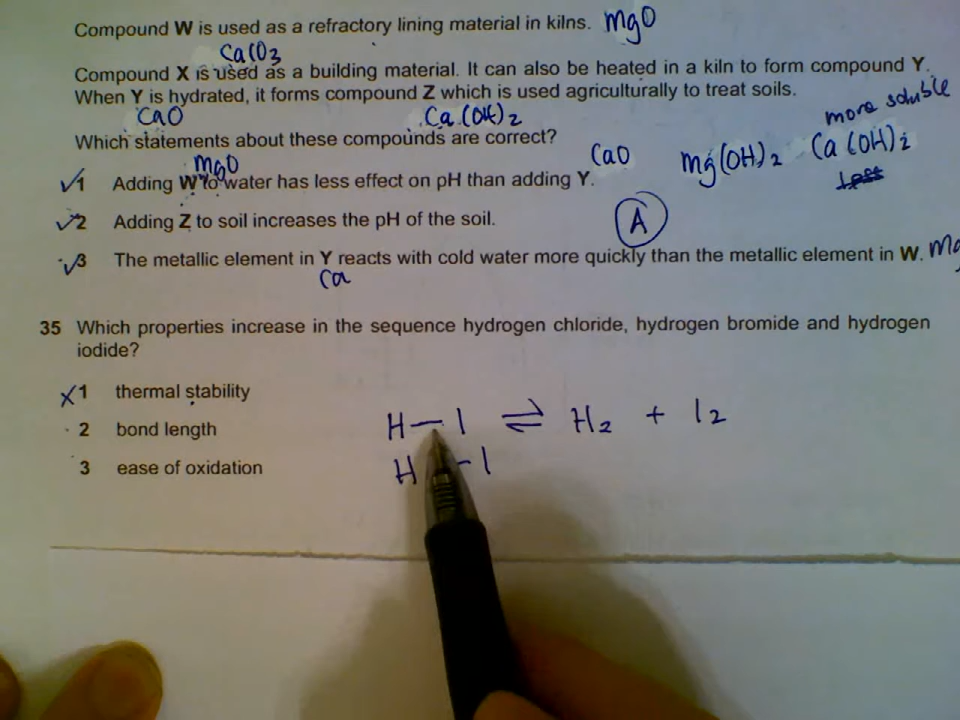 Compound W is used as a refractory lining material in kilns. MgO
CaCO3
Compound X is used as a building material. It can also be heated in a kiln to form compound Y.
When Y is hydrated, it forms compound Z which is used agriculturally to treat soils.
CaO Ca(OH)2
more soluble
Which statements about these compounds are correct?
MgO CaO Mg(OH)2 Ca(OH)2
1 Adding W to water has less effect on pH than adding Y.
Less
2 Adding Z to soil increases the pH of the soil. A
3 The metallic element in Y reacts with cold water more quickly than the metallic element in W. Mg
Ca
35 Which properties increase in the sequence hydrogen chloride, hydrogen bromide and hydrogen
iodide?
X 1 thermal stability
H—I ⇌ H2 + I2
2 bond length
3 ease of oxidation